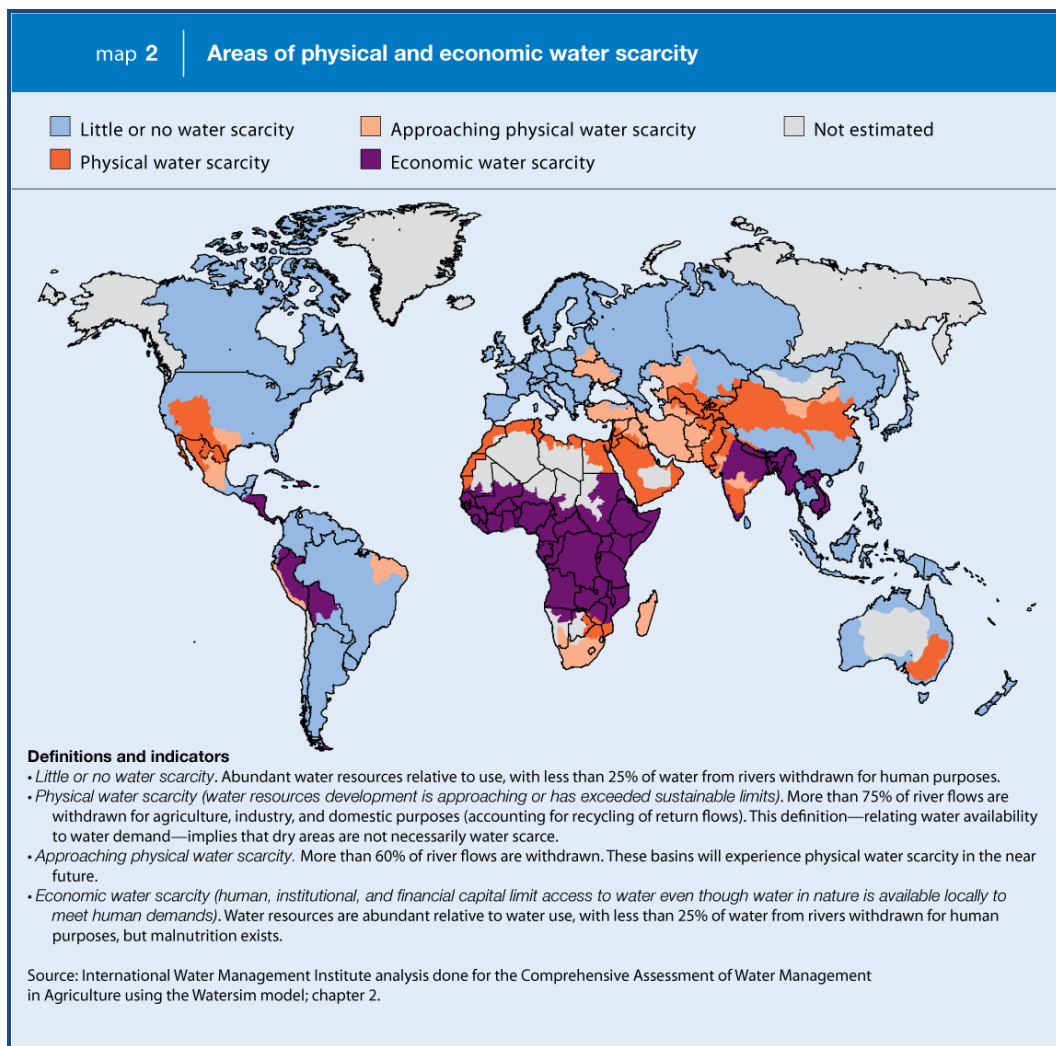 map 2 Areas of physical and economic water scarcity
Little or no water scarcity
Approaching physical water scarcity
Not estimated
Physical water scarcity
Economic water scarcity
Definitions and indicators
• Little or no water scarcity. Abundant water resources relative to use, with less than 25% of water from rivers withdrawn for human purposes.
• Physical water scarcity (water resources development is approaching or has exceeded sustainable limits). More than 75% of river flows are
withdrawn for agriculture, industry, and domestic purposes (accounting for recycling of return flows). This definition—relating water availability
to water demand—implies that dry areas are not necessarily water scarce.
• Approaching physical water scarcity. More than 60% of river flows are withdrawn. These basins will experience physical water scarcity in the near
future.
• Economic water scarcity (human, institutional, and financial capital limit access to water even though water in nature is available locally to
meet human demands). Water resources are abundant relative to water use, with less than 25% of water from rivers withdrawn for human
purposes, but malnutrition exists.
Source: International Water Management Institute analysis done for the Comprehensive Assessment of Water Management
in Agriculture using the Watersim model; chapter 2.